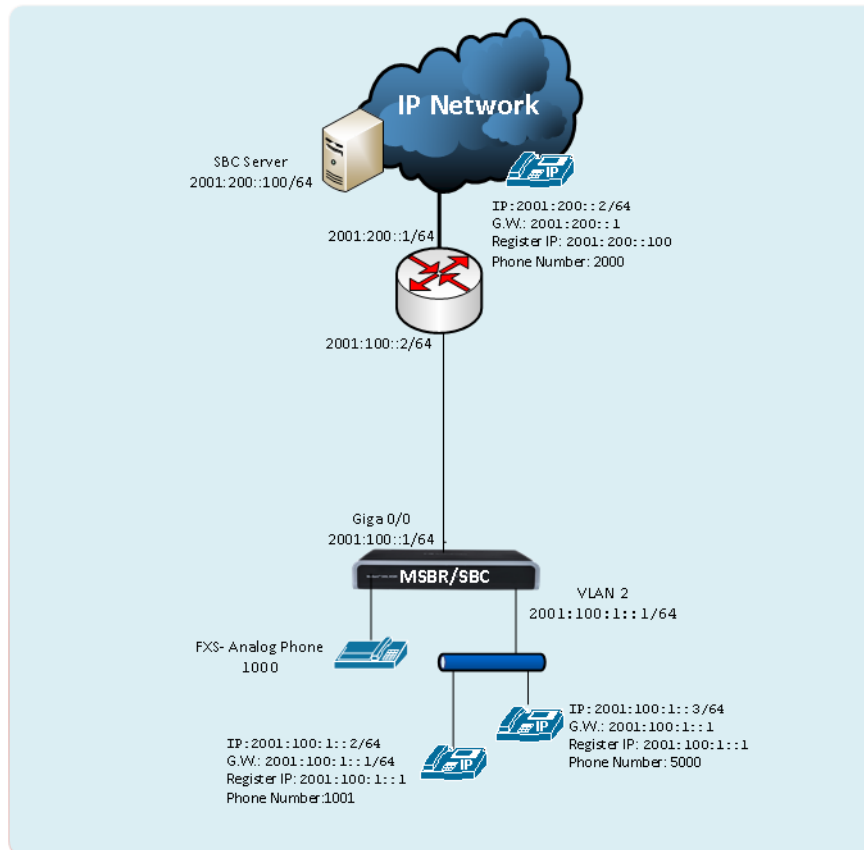 IP Network
SBC Server
2001:200::100/64
IP
IP:2001:200::2/64
G.W.: 2001:200::1
Register IP: 2001:200::100
Phone Number: 2000
2001:200::1/64
2001:100::2/64
Giga 0/0
2001:100::1/64
MSBR/SBC
VLAN 2
2001:100:1::1/64
FXS- Analog Phone
1000
IP
IP:2001:100:1::3/64
G.W.: 2001:100:1::1
Register IP: 2001:100:1::1
Phone Number: 5000
IP:2001:100:1::2/64
G.W.: 2001:100:1::1/64
Register IP: 2001:100:1::1
Phone Number:1001
IP